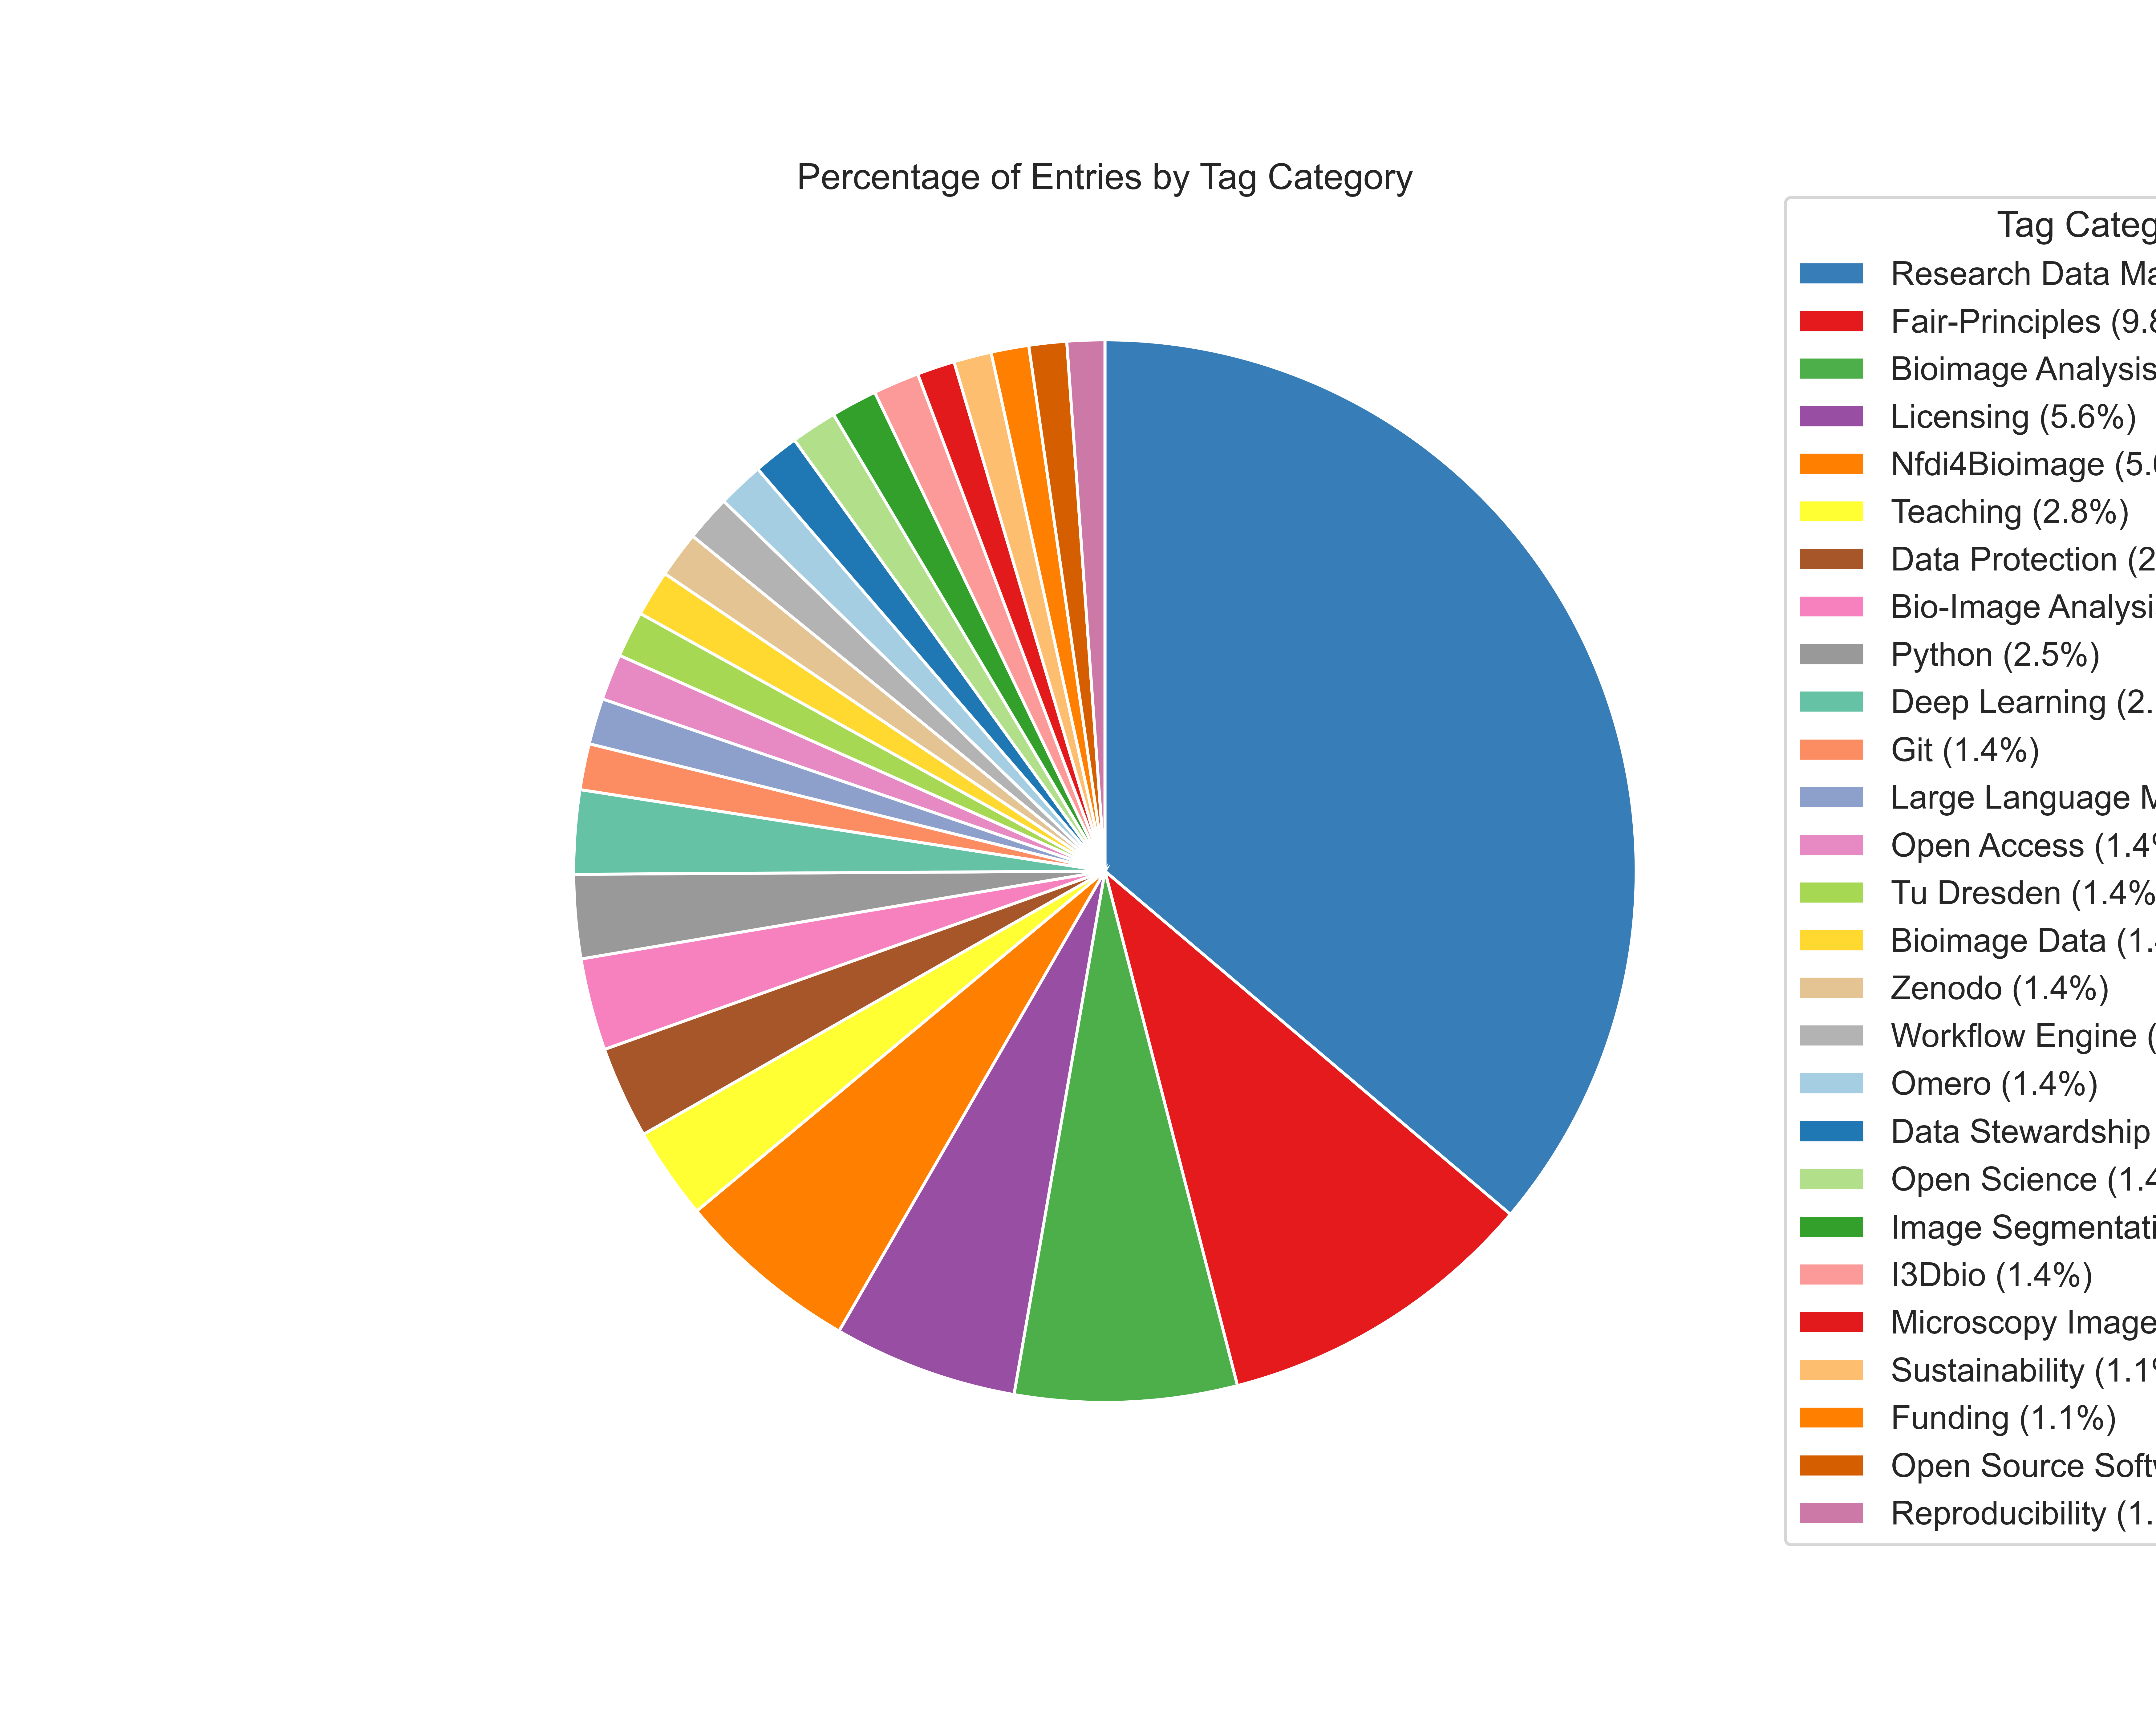 Percentage of Entries by Tag Category
Tag Categ
Research Data Ma
Fair-Principles (9.8
Bioimage Analysis
Licensing (5.6%)
Nfdi4Bioimage (5.6
Teaching (2.8%)
Data Protection (2
Bio-Image Analysis
Python (2.5%)
Deep Learning (2.
Git (1.4%)
Large Language M
Open Access (1.4%
Tu Dresden (1.4%
Bioimage Data (1.4
Zenodo (1.4%)
Workflow Engine (
Omero (1.4%)
Data Stewardship
Open Science (1.4
Image Segmentati
I3Dbio (1.4%)
Microscopy Image
Sustainability (1.1%
Funding (1.1%)
Open Source Softw
Reproducibility (1.